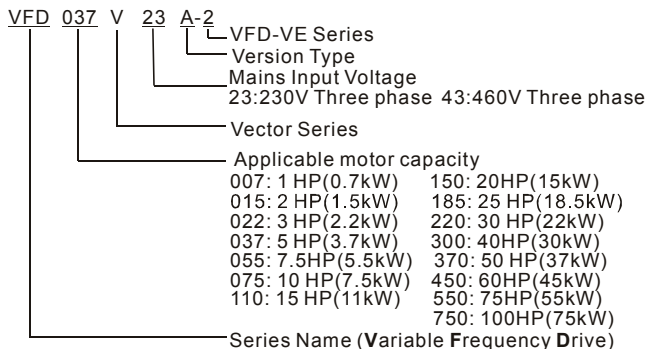 VFD 037 V 23 A-2
VFD-VE Series
Version Type
Mains Input Voltage
23:230V Three phase 43:460V Three phase
Vector Series
Applicable motor capacity
007: 1 HP(0.7kW) 150: 20HP(15kW)
015: 2 HP(1.5kW) 185: 25 HP(18.5kW)
022: 3 HP(2.2kW) 220: 30 HP(22kW)
037: 5 HP(3.7kW) 300: 40HP(30kW)
055: 7.5HP(5.5kW) 370: 50 HP(37kW)
075: 10 HP(7.5kW) 450: 60HP(45kW)
110: 15 HP(11kW) 550: 75HP(55kW)
750: 100HP(75kW)
Series Name (Variable Frequency Drive)